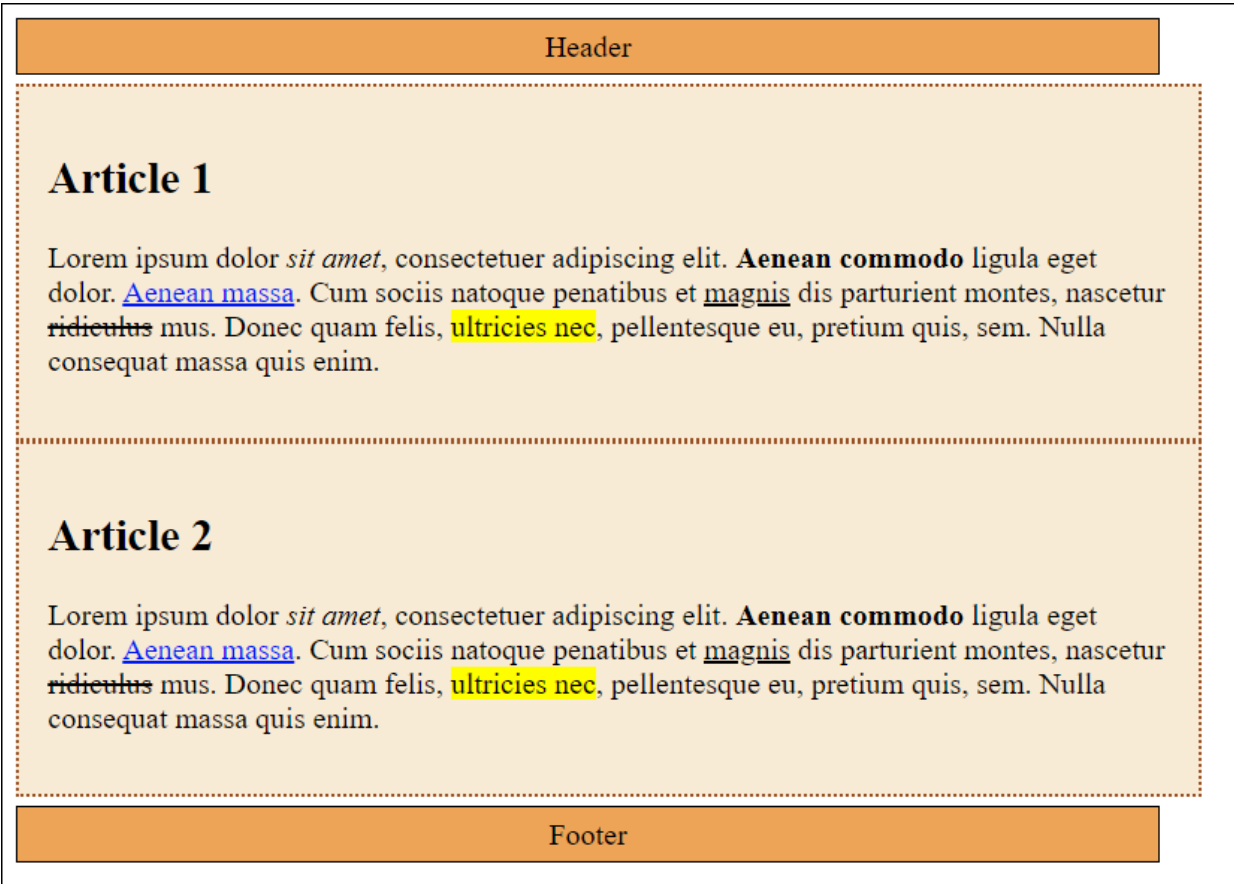 Header
Article 1
Lorem ipsum dolor sit amet, consectetuer adipiscing elit. Aenean commodo ligula eget
dolor. Aenean massa. Cum sociis natoque penatibus et magnis dis parturient montes, nascetur
ridiculus mus. Donec quam felis, ultricies nec, pellentesque eu, pretium quis, sem. Nulla
consequat massa quis enim.
Article 2
Lorem ipsum dolor sit amet, consectetuer adipiscing elit. Aenean commodo ligula eget
dolor. Aenean massa. Cum sociis natoque penatibus et magnis dis parturient montes, nascetur
ridiculus mus. Donec quam felis, ultricies nec, pellentesque eu, pretium quis, sem. Nulla
consequat massa quis enim.
Footer